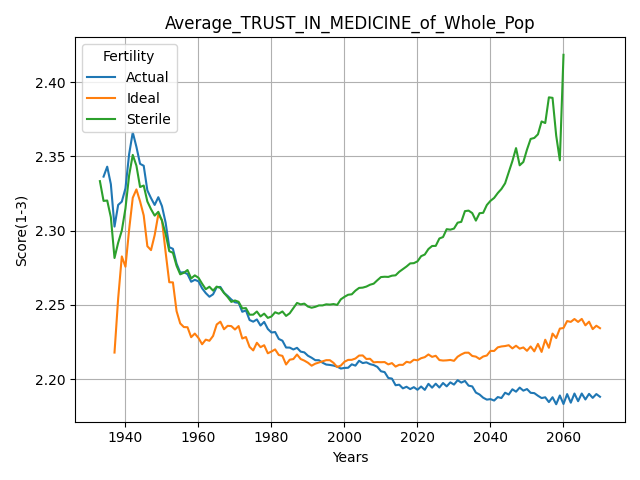 Average_TRUST_IN_MEDICINE_of_Whole_Pop
Fertility
Actual
Ideal
Sterile
Score(1-3)
2.40
2.35
2.30
2.25
2.20
1940 1960 1980 2000 2020 2040 2060
Years